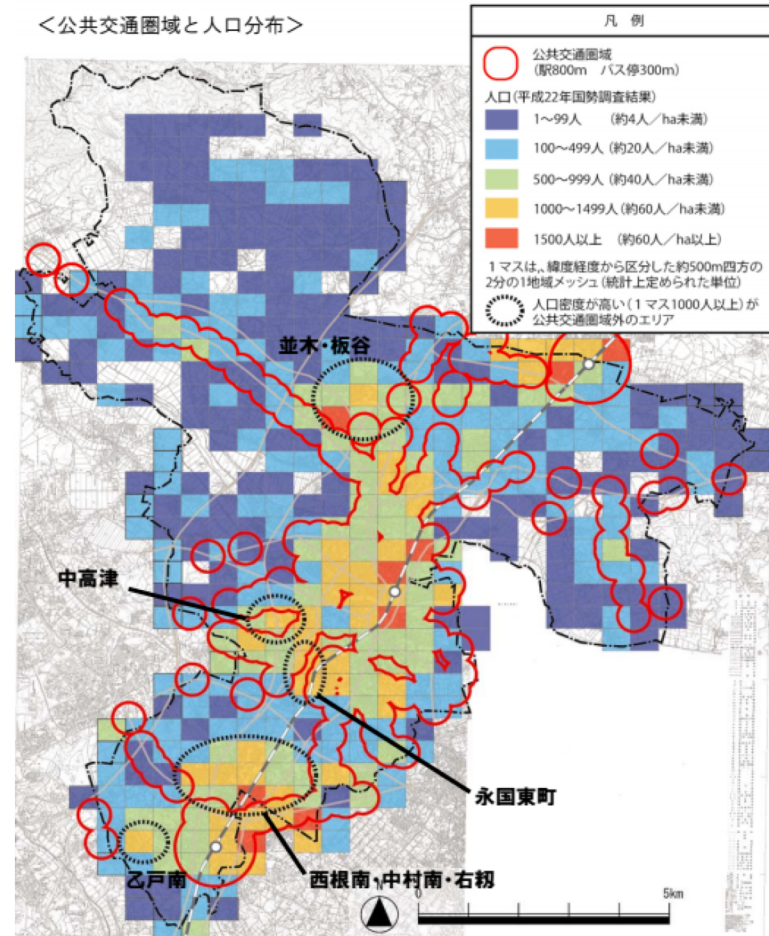 ＜公共交通圏域と人口分布＞
凡 例
公共交通圏域
(駅800m バス停300m)
人口(平成22年国勢調査結果)
1～99人 (約4人／ha未満)
100～499人(約20人／ha未満)
500～999人(約40人／ha未満)
1000～1499人(約60人／ha未満)
1500人以上 (約60人／ha以上)
1マスは、緯度経度から区分した約500m四方の
2分の1地域メッシュ(統計上定められた単位)
人口密度が高い(1マス1000人以上)が
公共交通圏域外のエリア
並木・板谷
中高津
永国東町
乙戸南
西根南・中村南・右籾
N
5km